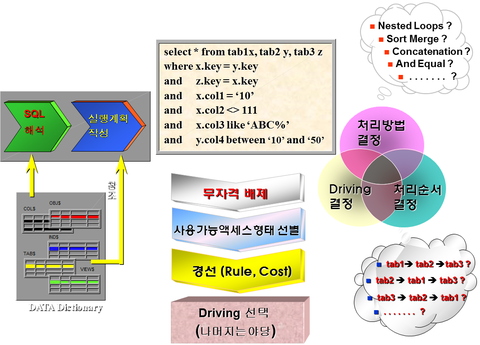 Nested Loops ?
Sort Merge ?
Concatenation ?
And Equal ?
. . . . . . . ?
select * from tab1x, tab2 y, tab3 z
where x.key = y.key
and z.key = x.key
and x.col1 = ‘10’
and x.col2 <> 111
and x.col3 like ‘ABC%’
and y.col4 between ‘10’ and ‘50’
SQL
해석
실행계획
작성
참조
COLS
OBJS
INDS
TABS
VIEWS
DATA Dictionary
무자격 배제
사용가능액세스형태 선별
경선 (Rule, Cost)
Driving 선택
(나머지는 야당)
처리방법
결정
Driving
결정
처리순서
결정
tab1 ➔ tab2 ➔ tab3 ?
tab2 ➔ tab1 ➔ tab3 ?
tab3 ➔ tab2 ➔ tab1 ?
. . . . . . . ?